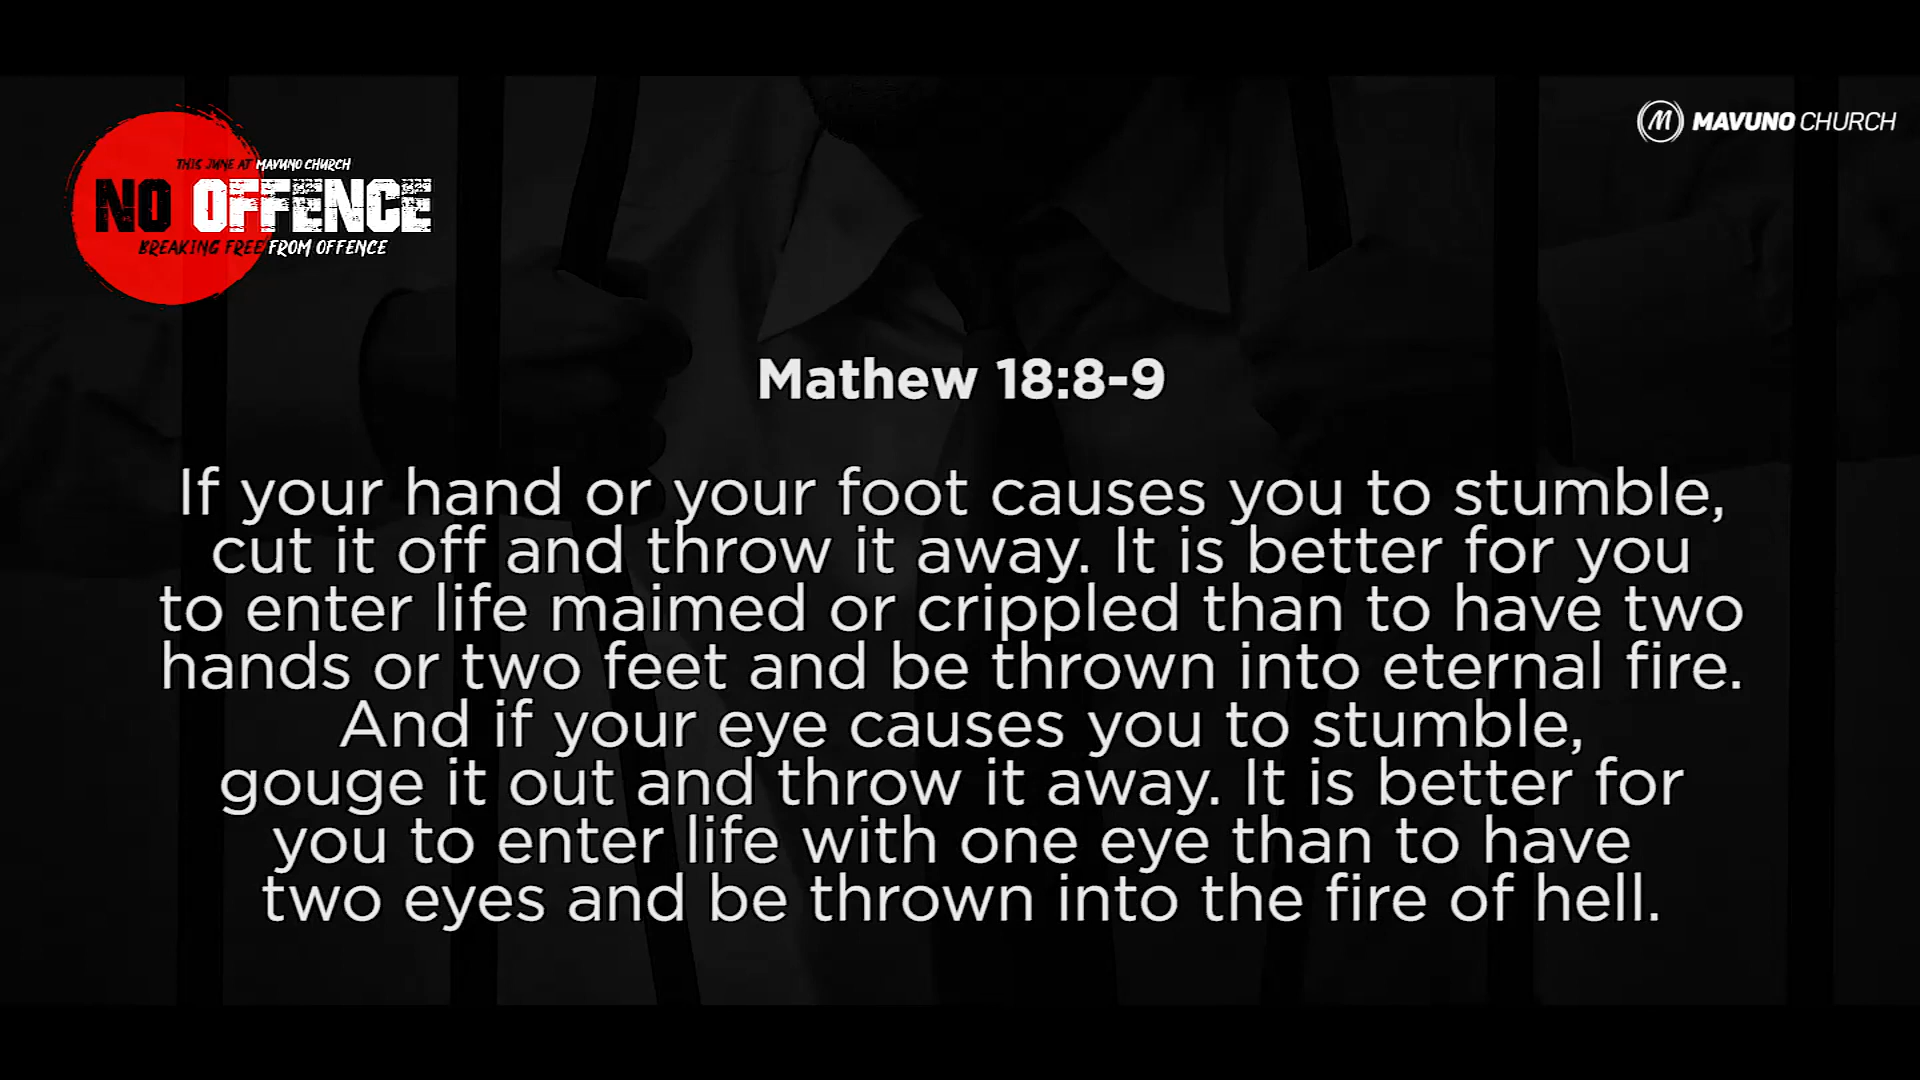 THIS JUNE AT MAVUNO CHURCH
NO OFFENCE
BREAKING FREE FROM OFFENCE
M MAVUNO CHURCH
Mathew 18:8-9
If your hand or your foot causes you to stumble,
cut it off and throw it away. It is better for you
to enter life maimed or crippled than to have two
hands or two feet and be thrown into eternal fire.
And if your eye causes you to stumble,
gouge it out and throw it away. It is better for
you to enter life with one eye than to have
two eyes and be thrown into the fire of hell.